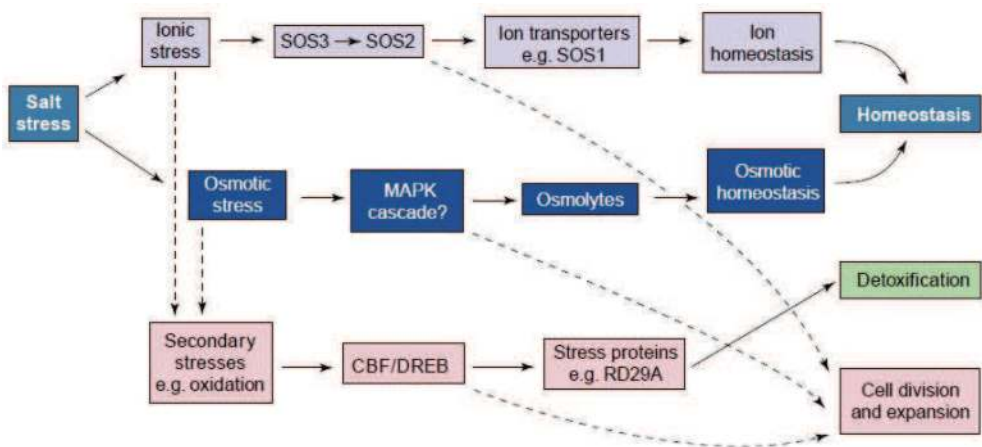 Ionic
stress
SOS3 → SOS2
Ion transporters
e.g. SOS1
Ion
homeostasis
Salt
stress
Homeostasis
Osmotic
stress
MAPK
cascade?
Osmolytes
Osmotic
homeostasis
Detoxification
Secondary
stresses
e.g. oxidation
CBF/DREB
Stress proteins
e.g. RD29A
Cell division
and expansion